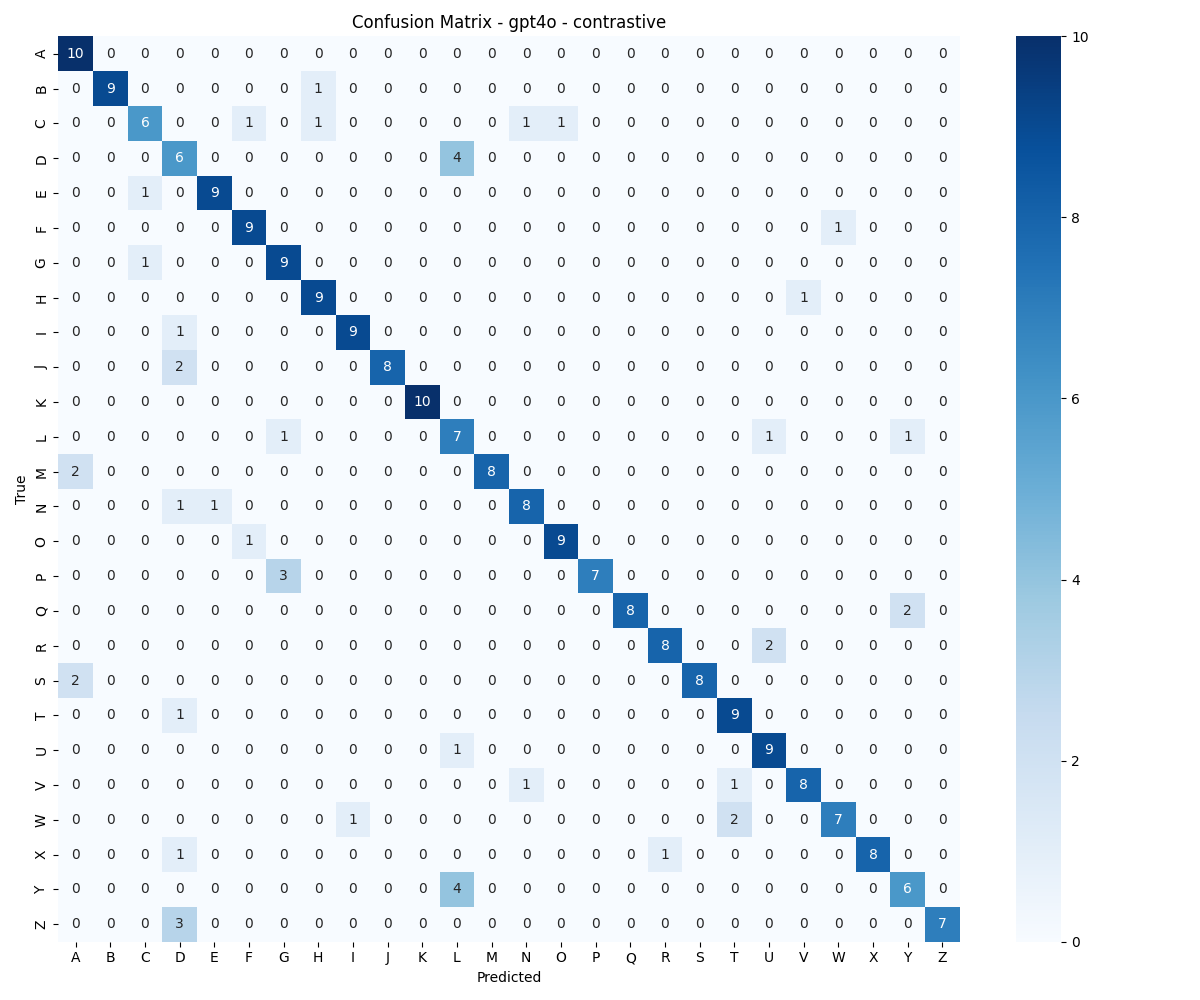 Confusion Matrix - gpt4o - contrastive
A 10 0 0 0 0 0 0 0 0 0 0 0 0 0 0 0 0 0 0 0 0 0 0 0 0 0
B 0 9 0 0 0 0 0 1 0 0 0 0 0 0 0 0 0 0 0 0 0 0 0 0 0 0
C 0 0 6 0 0 1 0 1 0 0 0 0 0 1 1 0 0 0 0 0 0 0 0 0 0 0
D 0 0 0 6 0 0 0 0 0 0 0 4 0 0 0 0 0 0 0 0 0 0 0 0 0 0
E 0 0 1 0 9 0 0 0 0 0 0 0 0 0 0 0 0 0 0 0 0 0 0 0 0 0
F 0 0 0 0 0 9 0 0 0 0 0 0 0 0 0 0 0 0 0 0 0 0 1 0 0 0
G 0 0 1 0 0 0 9 0 0 0 0 0 0 0 0 0 0 0 0 0 0 0 0 0 0 0
H 0 0 0 0 0 0 0 9 0 0 0 0 0 0 0 0 0 0 0 0 0 1 0 0 0 0
I 0 0 0 1 0 0 0 0 9 0 0 0 0 0 0 0 0 0 0 0 0 0 0 0 0 0
J 0 0 0 2 0 0 0 0 0 8 0 0 0 0 0 0 0 0 0 0 0 0 0 0 0 0
K 0 0 0 0 0 0 0 0 0 0 10 0 0 0 0 0 0 0 0 0 0 0 0 0 0 0
L 0 0 0 0 0 0 1 0 0 0 0 7 0 0 0 0 0 0 0 0 1 0 0 0 1 0
M 2 0 0 0 0 0 0 0 0 0 0 0 8 0 0 0 0 0 0 0 0 0 0 0 0 0
N 0 0 0 1 1 0 0 0 0 0 0 0 0 8 0 0 0 0 0 0 0 0 0 0 0 0
O 0 0 0 0 0 1 0 0 0 0 0 0 0 0 9 0 0 0 0 0 0 0 0 0 0 0
P 0 0 0 0 0 0 3 0 0 0 0 0 0 0 0 7 0 0 0 0 0 0 0 0 0 0
Q 0 0 0 0 0 0 0 0 0 0 0 0 0 0 0 0 8 0 0 0 0 0 0 0 2 0
R 0 0 0 0 0 0 0 0 0 0 0 0 0 0 0 0 0 8 0 0 2 0 0 0 0 0
S 2 0 0 0 0 0 0 0 0 0 0 0 0 0 0 0 0 0 8 0 0 0 0 0 0 0
T 0 0 0 1 0 0 0 0 0 0 0 0 0 0 0 0 0 0 0 9 0 0 0 0 0 0
U 0 0 0 0 0 0 0 0 0 0 0 1 0 0 0 0 0 0 0 0 9 0 0 0 0 0
V 0 0 0 0 0 0 0 0 0 0 0 0 0 1 0 0 0 0 0 1 0 8 0 0 0 0
W 0 0 0 0 0 0 0 0 1 0 0 0 0 0 0 0 0 0 0 2 0 0 7 0 0 0
X 0 0 0 1 0 0 0 0 0 0 0 0 0 0 0 0 0 1 0 0 0 0 0 8 0 0
Y 0 0 0 0 0 0 0 0 0 0 0 4 0 0 0 0 0 0 0 0 0 0 0 0 6 0
Z 0 0 0 3 0 0 0 0 0 0 0 0 0 0 0 0 0 0 0 0 0 0 0 0 0 7
A B C D E F G H I J K L M N O P Q R S T U V W X Y Z
Predicted
True
10
8
6
4
2
0